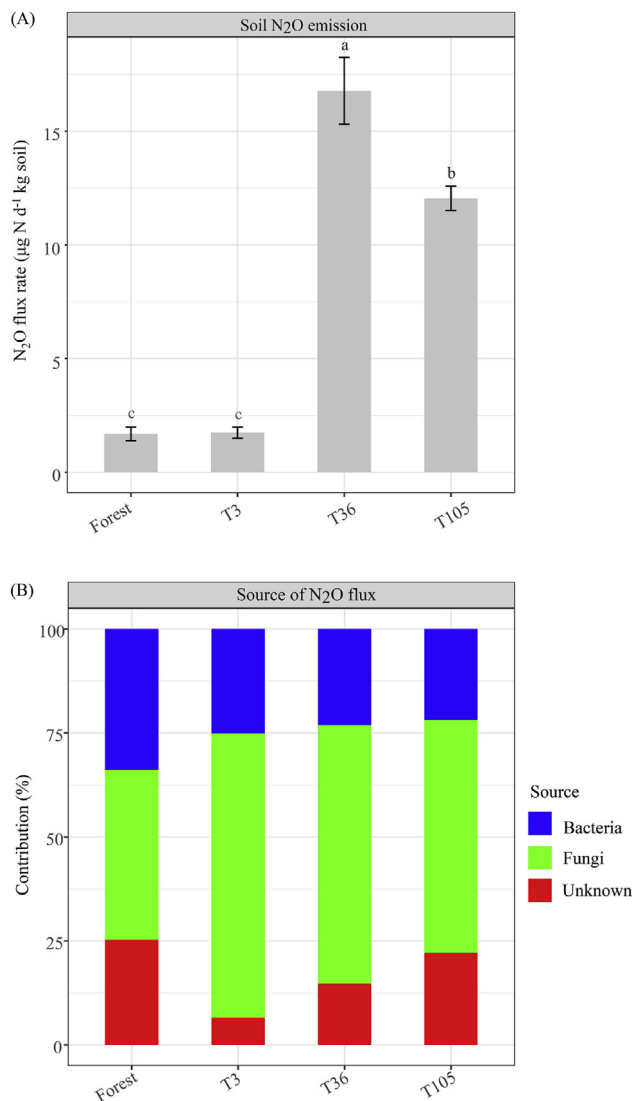 (A)
Soil N2O emission
N₂O flux rate (μg N d⁻¹ kg soil)
15
10
5
0
a
b
c
c
Forest
T3
T36
T105
(B)
Source of N2O flux
Contribution (%)
100
75
50
25
0
Source
Bacteria
Fungi
Unknown
Forest
T3
T36
T105